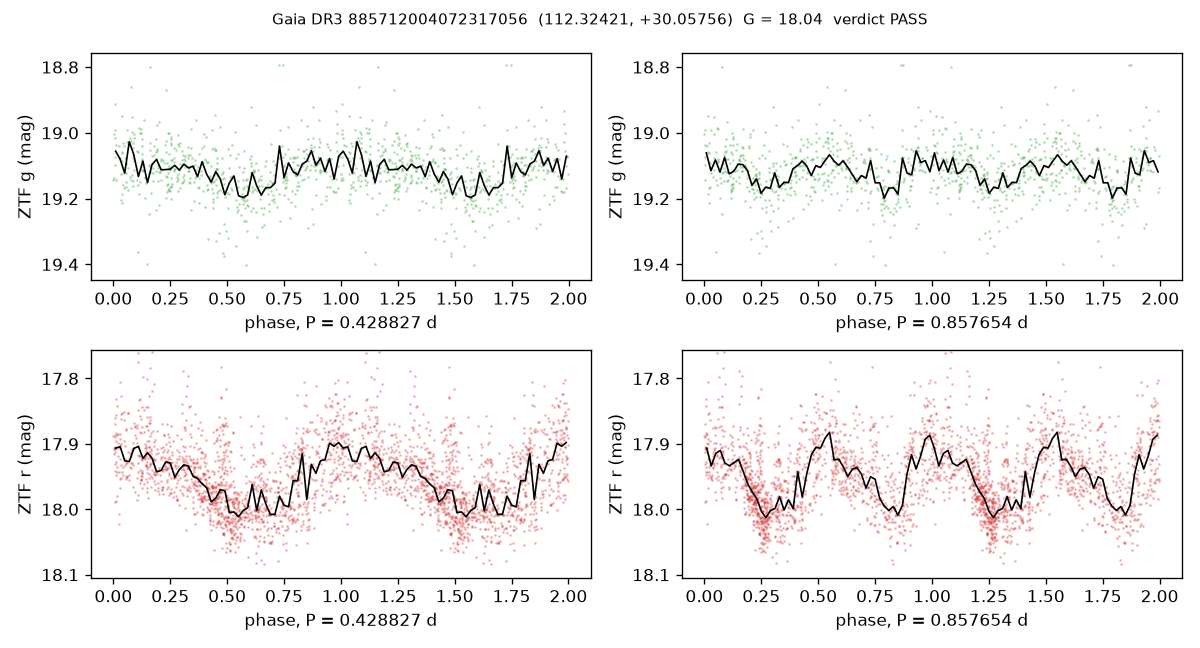 Gaia DR3 885712004072317056  (112.32421, +30.05756)  G = 18.04  verdict PASS
ZTF g (mag)
18.8
19.0
19.2
19.4
0.00 0.25 0.50 0.75 1.00 1.25 1.50 1.75 2.00
phase, P = 0.428827 d
ZTF g (mag)
18.8
19.0
19.2
19.4
0.00 0.25 0.50 0.75 1.00 1.25 1.50 1.75 2.00
phase, P = 0.857654 d
ZTF r (mag)
17.8
17.9
18.0
18.1
0.00 0.25 0.50 0.75 1.00 1.25 1.50 1.75 2.00
phase, P = 0.428827 d
ZTF r (mag)
17.8
17.9
18.0
18.1
0.00 0.25 0.50 0.75 1.00 1.25 1.50 1.75 2.00
phase, P = 0.857654 d